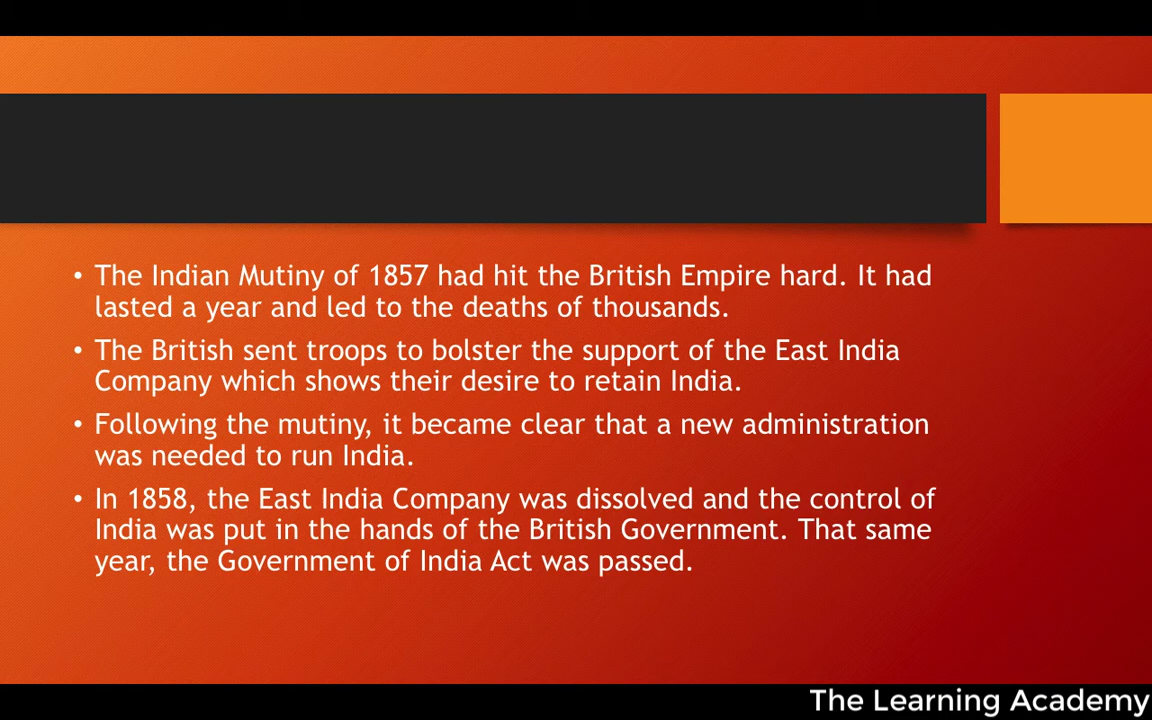 • The Indian Mutiny of 1857 had hit the British Empire hard. It had
lasted a year and led to the deaths of thousands.
• The British sent troops to bolster the support of the East India
Company which shows their desire to retain India.
• Following the mutiny, it became clear that a new administration
was needed to run India.
• In 1858, the East India Company was dissolved and the control of
India was put in the hands of the British Government. That same
year, the Government of India Act was passed.
The Learning Academy